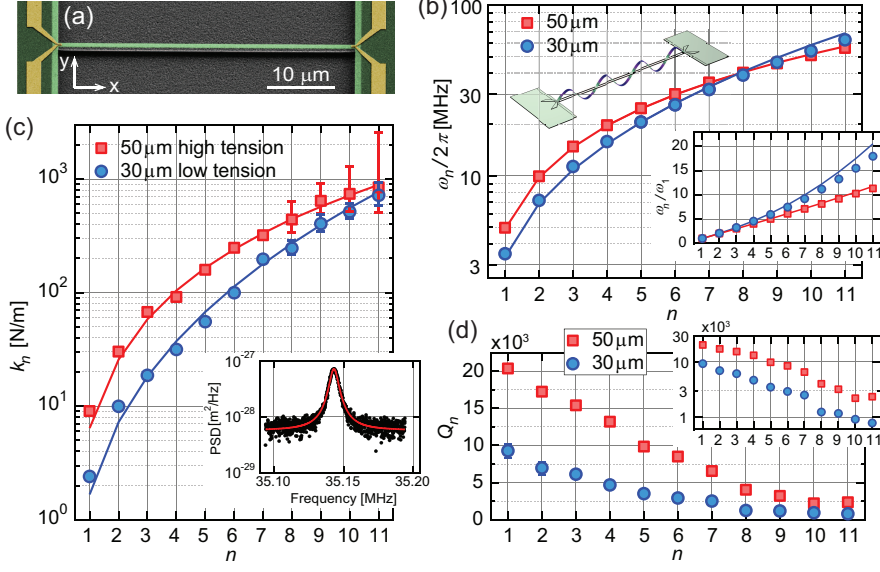 (a)
y
x
10 μm
(b)
50 μm
30 μm
ωn/2π [MHz]
100
30
10
3
1 2 3 4 5 6 7 8 9 10 11
n
ωn/ω1
20
15
10
5
0
1 2 3 4 5 6 7 8 9 10 11
(c)
50 μm high tension
30 μm low tension
kn [N/m]
10^3
10^2
10^1
10^0
1 2 3 4 5 6 7 8 9 10 11
n
PSD[m²/Hz]
10^-27
10^-28
10^-29
35.10 35.15 35.20
Frequency [MHz]
(d)
50 μm
30 μm
x10^3
Qn
20
15
10
5
0
1 2 3 4 5 6 7 8 9 10 11
n
x10^3
30
10
3
1
1 2 3 4 5 6 7 8 9 10 11